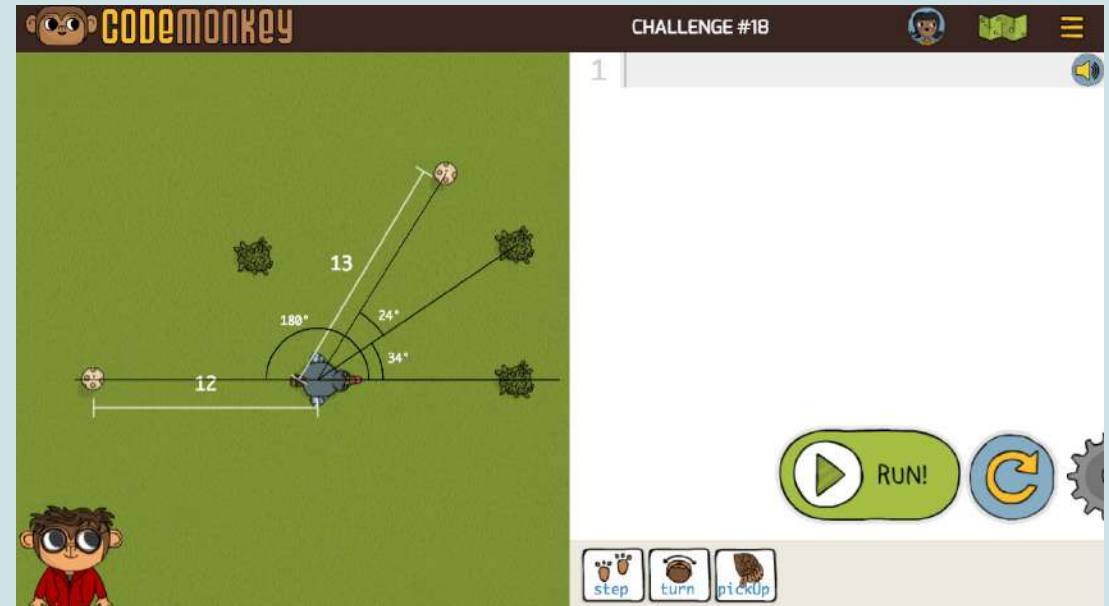 CODEMONKEY
CHALLENGE #18
1
13
24°
180°
34°
12
RUN!
step
turn
pickUp